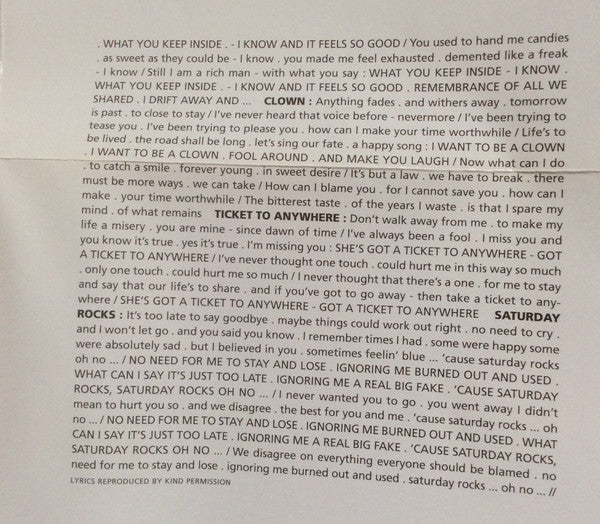 . WHAT YOU KEEP INSIDE . - I KNOW AND IT FEELS SO GOOD / You used to hand me candies
. as sweet as they could be - I know . you made me feel exhausted . demented like a freak
- I know / Still I am a rich man - with what you say : WHAT YOU KEEP INSIDE - I KNOW .
WHAT YOU KEEP INSIDE . - I KNOW AND IT FEELS SO GOOD . REMEMBRANCE OF ALL WE
SHARED . I DRIFT AWAY AND ... CLOWN : Anything fades . and withers away . tomorrow
is past . to close to stay / I've never heard that voice before - nevermore / I've been trying to
tease you . I've been trying to please you . how can I make your time worthwhile / Life's to
be lived . the road shall be long . let's sing our fate . a happy song : I WANT TO BE A CLOWN
. I WANT TO BE A CLOWN . FOOL AROUND . AND MAKE YOU LAUGH / Now what can I do
. to catch a smile . forever young . in sweet desire / It's but a law . we have to break . there
must be more ways . we can take / How can I blame you . for I cannot save you . how can I
make . your time worthwhile / The bitterest taste . of the years I waste . is that I spare my
mind . of what remains TICKET TO ANYWHERE : Don't walk away from me . to make my
life a misery . you are mine - since dawn of time / I've always been a fool . I miss you and
you know it's true . yes it's true . I'm missing you : SHE'S GOT A TICKET TO ANYWHERE - GOT
A TICKET TO ANYWHERE / I've never thought one touch . could hurt me in this way so much
. only one touch . could hurt me so much / I never thought that there's a one . for me to stay
and say that our life's to share . and if you've got to go away - then take a ticket to any-
where / SHE'S GOT A TICKET TO ANYWHERE - GOT A TICKET TO ANYWHERE SATURDAY
ROCKS : It's too late to say goodbye . maybe things could work out right . no need to cry .
and I won't let go . and you said you know . I remember times I had . some were happy some
were absolutely sad . but I believed in you . sometimes feelin' blue ... 'cause saturday rocks
oh no ... / NO NEED FOR ME TO STAY AND LOSE . IGNORING ME BURNED OUT AND USED .
WHAT CAN I SAY IT'S JUST TOO LATE . IGNORING ME A REAL BIG FAKE . 'CAUSE SATURDAY
ROCKS, SATURDAY ROCKS OH NO ... / I never wanted you to go . you went away I didn't
mean to hurt you so . and we disagree . the best for you and me . 'cause saturday rocks ... oh
no ... / NO NEED FOR ME TO STAY AND LOSE . IGNORING ME BURNED OUT AND USED . WHAT
CAN I SAY IT'S JUST TOO LATE . IGNORING ME A REAL BIG FAKE . 'CAUSE SATURDAY ROCKS,
SATURDAY ROCKS OH NO ... / We disagree on everything everyone should be blamed . no
need for me to stay and lose . ignoring me burned out and used . saturday rocks ... oh no ... //
LYRICS REPRODUCED BY KIND PERMISSION